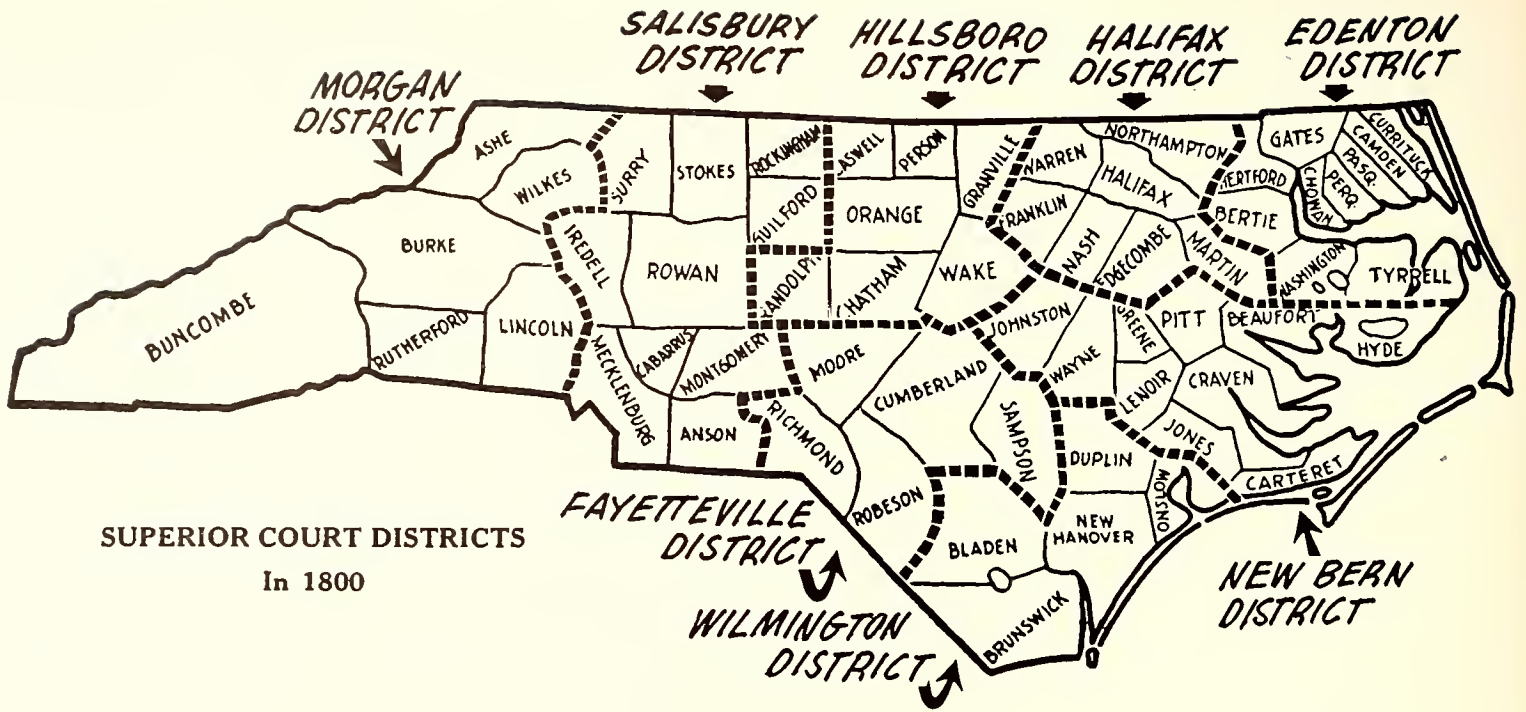 SALISBURY
DISTRICT
HILLSBORO
DISTRICT
HALIFAX
DISTRICT
EDENTON
DISTRICT
MORGAN
DISTRICT
ASHE
WILKES
SURRY
STOKES
ROCKINGHAM
CASWELL
PERSON
GRANVILLE
WARREN
NORTHAMPTON
GATES
CURRITUCK
CAMDEN
PASQ.
PERQ.
CHOWAN
HERTFORD
HALIFAX
FRANKLIN
BERTIE
BURKE
IREDELL
ROWAN
GUILFORD
ORANGE
RANDOLPH
CHATHAM
WAKE
NASH
EDGECOMBE
MARTIN
WASHINGTON
TYRRELL
BUNCOMBE
RUTHERFORD
LINCOLN
MECKLENBURG
CABARRUS
MONTGOMERY
MOORE
CUMBERLAND
JOHNSTON
WAYNE
GREENE
PITT
BEAUFORT
HYDE
LENOIR
CRAVEN
ANSON
RICHMOND
SAMPSON
DUPLIN
JONES
CARTERET
ONSLOW
ROBESON
BLADEN
NEW
HANOVER
BRUNSWICK
FAYETTEVILLE
DISTRICT
WILMINGTON
DISTRICT
NEW BERN
DISTRICT
SUPERIOR COURT DISTRICTS
In 1800